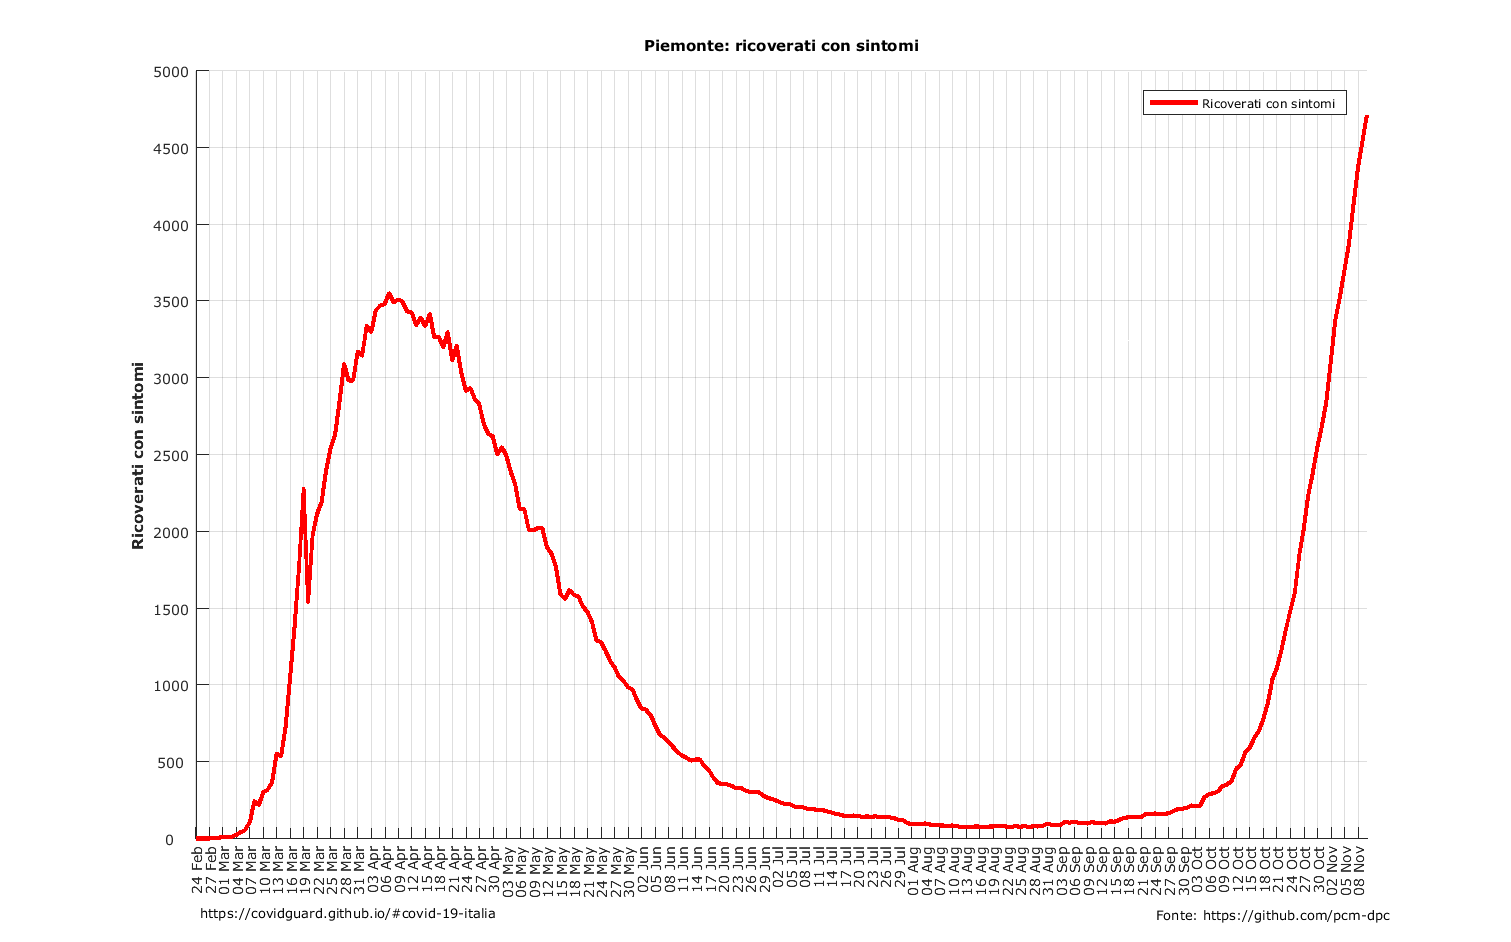 Piemonte: ricoverati con sintomi
Ricoverati con sintomi
Ricoverati con sintomi
5000
4500
4000
3500
3000
2500
2000
1500
1000
500
0
24 Feb
27 Feb
01 Mar
04 Mar
07 Mar
10 Mar
13 Mar
16 Mar
19 Mar
22 Mar
25 Mar
28 Mar
31 Mar
03 Apr
06 Apr
09 Apr
12 Apr
15 Apr
18 Apr
21 Apr
24 Apr
27 Apr
30 Apr
03 May
06 May
09 May
12 May
15 May
18 May
21 May
24 May
27 May
30 May
02 Jun
05 Jun
08 Jun
11 Jun
14 Jun
17 Jun
20 Jun
23 Jun
26 Jun
29 Jun
02 Jul
05 Jul
08 Jul
11 Jul
14 Jul
17 Jul
20 Jul
23 Jul
26 Jul
29 Jul
01 Aug
04 Aug
07 Aug
10 Aug
13 Aug
16 Aug
19 Aug
22 Aug
25 Aug
28 Aug
31 Aug
03 Sep
06 Sep
09 Sep
12 Sep
15 Sep
18 Sep
21 Sep
24 Sep
27 Sep
30 Sep
03 Oct
06 Oct
09 Oct
12 Oct
15 Oct
18 Oct
21 Oct
24 Oct
27 Oct
30 Oct
02 Nov
05 Nov
08 Nov
https://covidguard.github.io/#covid-19-italia
Fonte: https://github.com/pcm-dpc